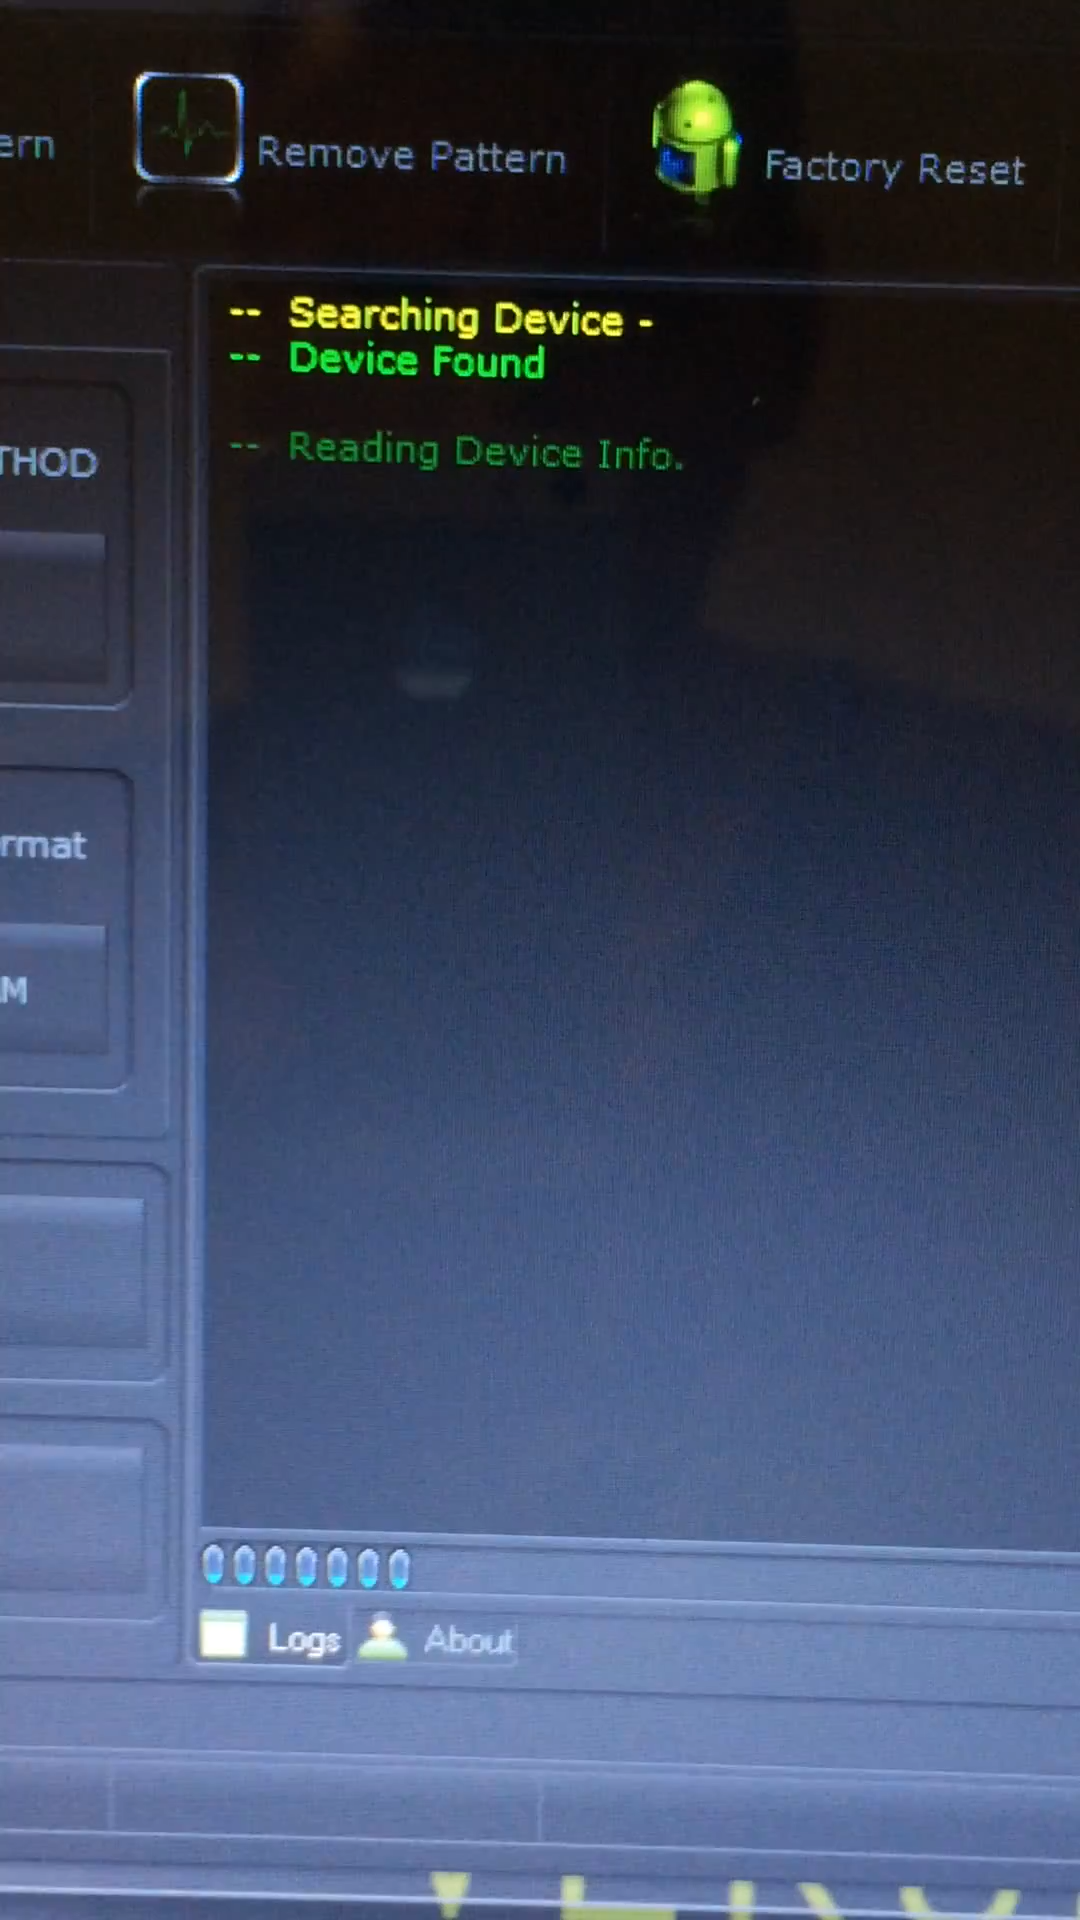 ern
Remove Pattern
Factory Reset
-- Searching Device -
-- Device Found
-- Reading Device Info.
THOD
rmat
M
Logs
About